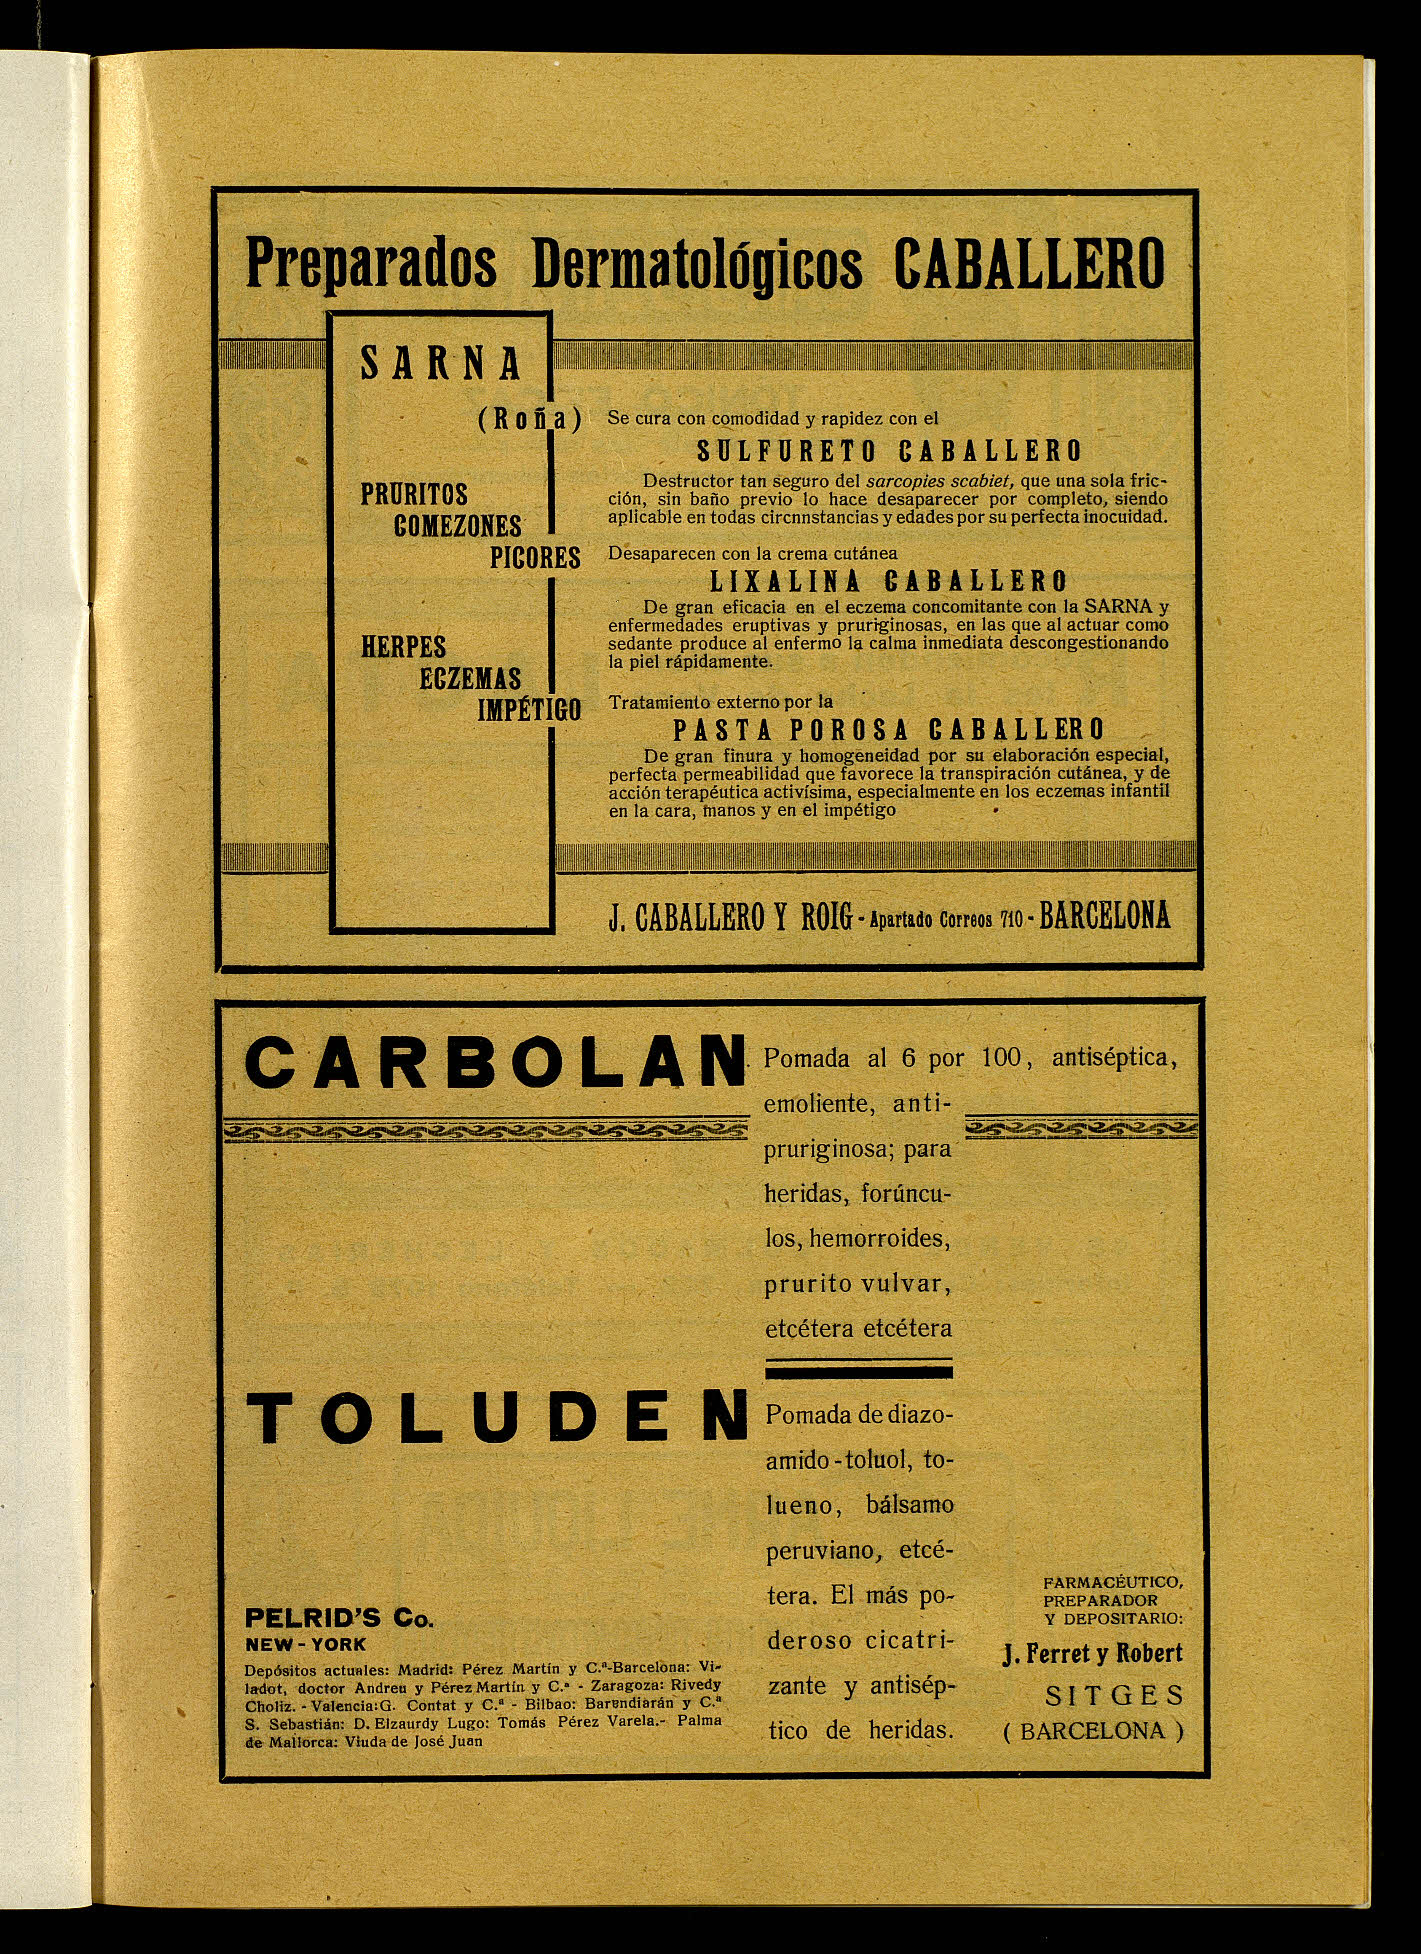 Preparados Dermatológicos CABALLERO
SARNA
(Roña)
Se cura con comodidad y rapidez con el
SULFURETO CABALLERO
Destructor tan seguro del sarcopies scabiet, que una sola fric-
ción, sin baño previo lo hace desaparecer por completo, siendo
aplicable en todas circnnstancias y edades por su perfecta inocuidad.
PRURITOS
COMEZONES
PICORES
Desaparecen con la crema cutánea
LIXALINA CABALLERO
De gran eficacia en el eczema concomitante con la SARNA y
enfermedades eruptivas y pruriginosas, en las que al actuar como
sedante produce al enfermo la calma inmediata descongestionando
la piel rápidamente.
HERPES
ECZEMAS
IMPÉTIGO
Tratamiento externo por la
PASTA POROSA CABALLERO
De gran finura y homogeneidad por su elaboración especial,
perfecta permeabilidad que favorece la transpiración cutánea, y de
acción terapéutica activísima, especialmente en los eczemas infantil
en la cara, manos y en el impétigo
J. CABALLERO Y ROIG - Apartado Correos 710 - BARCELONA
CARBOLAN
Pomada al 6 por 100, antiséptica,
emoliente, anti-
pruriginosa; para
heridas, forúncu-
los, hemorroides,
prurito vulvar,
etcétera etcétera
TOLUDEN
Pomada de diazo-
amido-toluol, to-
lueno, bálsamo
peruviano, etcé-
tera. El más po-
deroso cicatri-
zante y antisép-
tico de heridas.
PELRID'S Co.
NEW-YORK
Depósitos actuales: Madrid: Pérez Martín y C.ª-Barcelona: Vi-
ladot, doctor Andreu y Pérez Martín y C.ª - Zaragoza: Rivedy
Choliz. - Valencia: G. Contat y C.ª - Bilbao: Barendiarán y C.ª
S. Sebastián: D. Elzaurdy Lugo: Tomás Pérez Varela.- Palma
de Mallorca: Viuda de José Juan
FARMACÉUTICO,
PREPARADOR
Y DEPOSITARIO:
J. Ferret y Robert
SITGES
(BARCELONA)